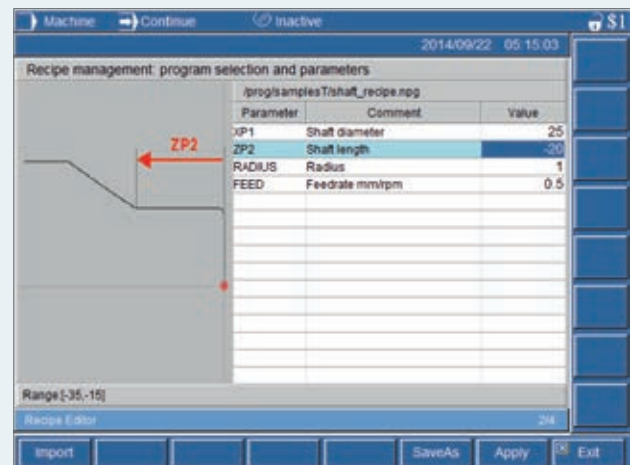 Machine Continue Inactive $1
2014/09/22 05:15:03
Recipe management: program selection and parameters
/prog/samplesT/shaft_recipe.npg
Parameter Comment Value
XP1 Shaft diameter 25
ZP2 Shaft length -20
RADIUS Radius 1
FEED Feedrate mm/rpm 0.5
ZP2
Range:[-35,-15]
Recipe Editor 2/4
Import SaveAs Apply Exit